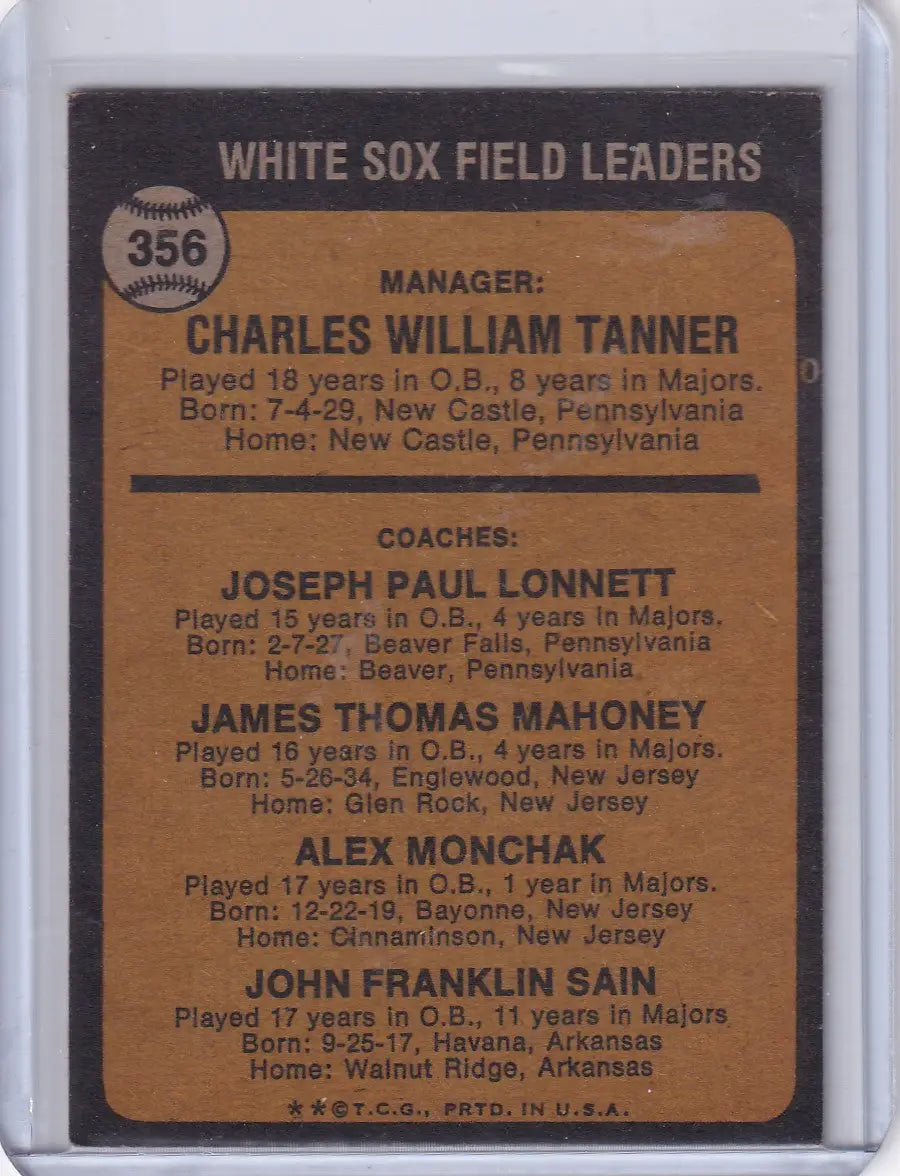 WHITE SOX FIELD LEADERS
356
MANAGER:
CHARLES WILLIAM TANNER
Played 18 years in O.B., 8 years in Majors.
Born: 7-4-29, New Castle, Pennsylvania
Home: New Castle, Pennsylvania
COACHES:
JOSEPH PAUL LONNETT
Played 15 years in O.B., 4 years in Majors.
Born: 2-7-27, Beaver Falls, Pennsylvania
Home: Beaver, Pennsylvania
JAMES THOMAS MAHONEY
Played 16 years in O.B., 4 years in Majors.
Born: 5-26-34, Englewood, New Jersey
Home: Glen Rock, New Jersey
ALEX MONCHAK
Played 17 years in O.B., 1 year in Majors.
Born: 12-22-19, Bayonne, New Jersey
Home: Cinnaminson, New Jersey
JOHN FRANKLIN SAIN
Played 17 years in O.B., 11 years in Majors
Born: 9-25-17, Havana, Arkansas
Home: Walnut Ridge, Arkansas
**©T.C.G., PRTD. IN U.S.A.